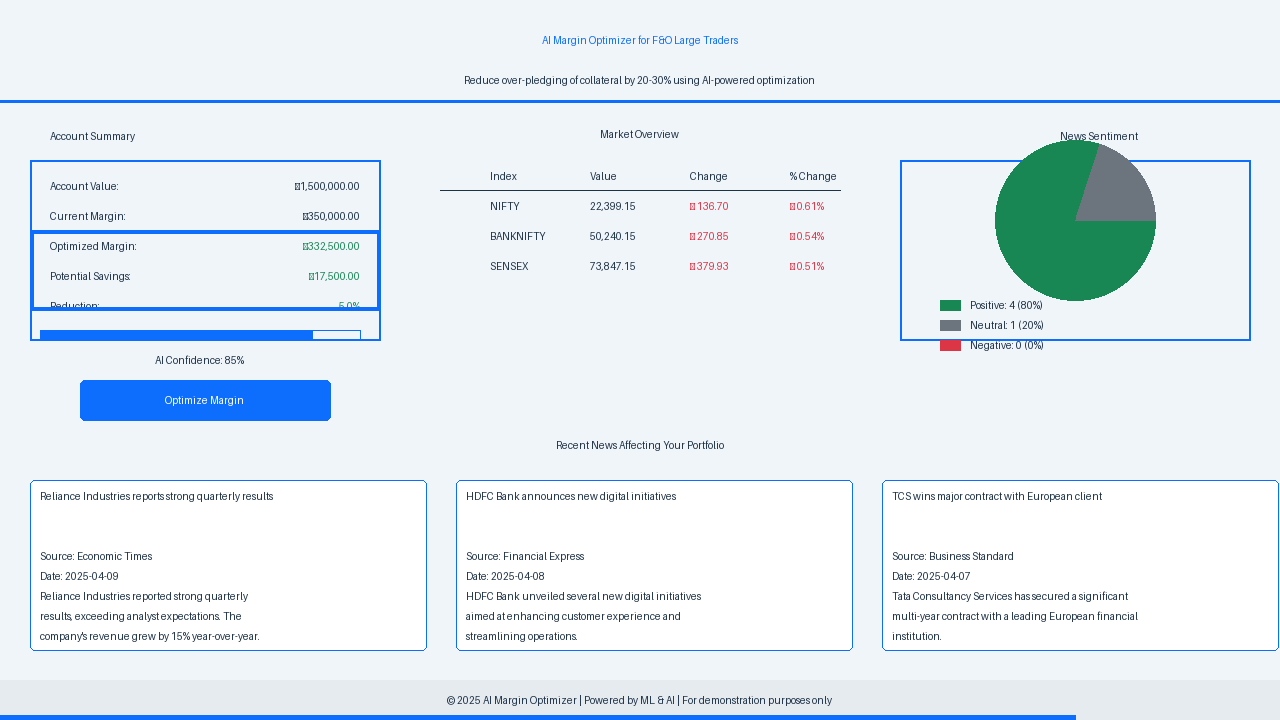 AI Margin Optimizer for F&O Large Traders
Reduce over-pledging of collateral by 20-30% using AI-powered optimization
Account Summary
Account Value: 1,500,000.00
Current Margin: 350,000.00
Optimized Margin: 332,500.00
Potential Savings: 17,500.00
Reduction: 5.0%
AI Confidence: 85%
Optimize Margin
Market Overview
Index Value Change % Change
NIFTY 22,399.15 136.70 0.61%
BANKNIFTY 50,240.15 270.85 0.54%
SENSEX 73,847.15 379.93 0.51%
News Sentiment
Positive: 4 (80%)
Neutral: 1 (20%)
Negative: 0 (0%)
Recent News Affecting Your Portfolio
Reliance Industries reports strong quarterly results
Source: Economic Times
Date: 2025-04-09
Reliance Industries reported strong quarterly
results, exceeding analyst expectations. The
company's revenue grew by 15% year-over-year.
HDFC Bank announces new digital initiatives
Source: Financial Express
Date: 2025-04-08
HDFC Bank unveiled several new digital initiatives
aimed at enhancing customer experience and
streamlining operations.
TCS wins major contract with European client
Source: Business Standard
Date: 2025-04-07
Tata Consultancy Services has secured a significant
multi-year contract with a leading European financial
institution.
© 2025 AI Margin Optimizer | Powered by ML & AI | For demonstration purposes only